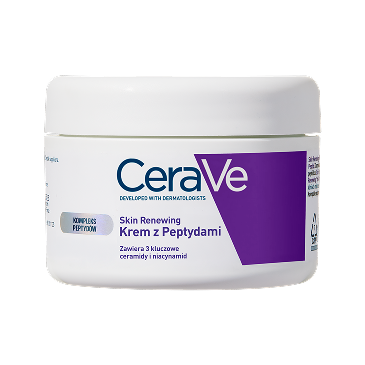 CeraVe
DEVELOPED WITH DERMATOLOGISTS
KOMPLEKS
PEPTYDÓW
Skin Renewing
Krem z Peptydami
Zawiera 3 kluczowe
ceramidy i niacynamid